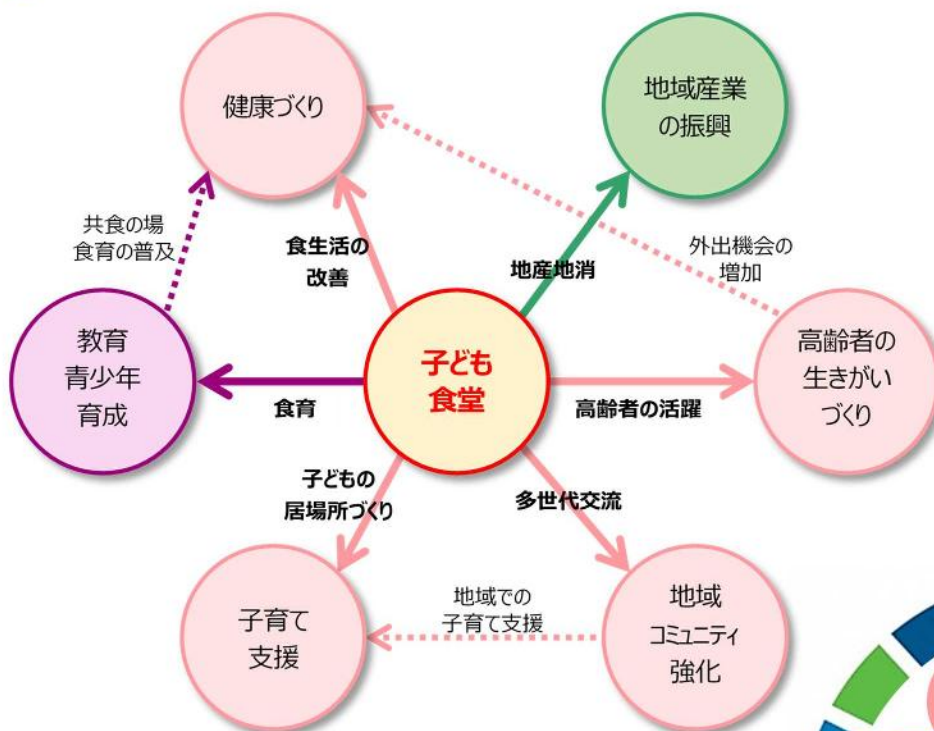 健康づくり
地域産業
の振興
共食の場
食育の普及
食生活の
改善
地産地消
外出機会の
増加
教育
青少年
育成
子ども
食堂
高齢者の
生きがい
づくり
食育
高齢者の活躍
子どもの
居場所づくり
多世代交流
子育て
支援
地域での
子育て支援
地域
コミュニティ
強化